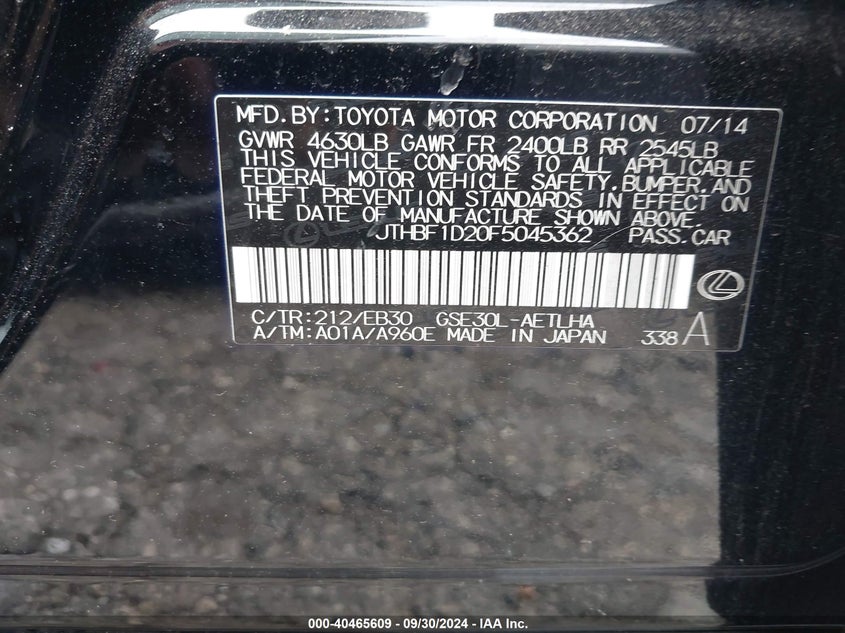 MFD.BY:TOYOTA MOTOR CORPORATION 07/14
GVWR 4630LB GAWR FR 2400LB RR 2545LB
THIS VEHICLE CONFORMS TO ALL APPLICABLE
FEDERAL MOTOR VEHICLE SAFETY,BUMPER,AND
THEFT PREVENTION STANDARDS IN EFFECT ON
THE DATE OF MANUFACTURE SHOWN ABOVE.
JTHBF1D20F5045362 PASS.CAR
C/TR:212/EB30 GSE30L-AETLHA
A/TM:A01A/A960E MADE IN JAPAN 338 A
000-40465609 - 09/30/2024 - IAA Inc.